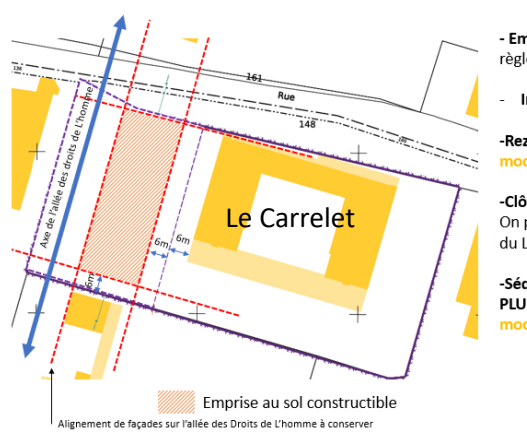 161
Rue
148
Axe de l'allée des droits de L'homme
Le Carrelet
6m
6m
6m
Emprise au sol constructible
Alignement de façades sur l'allée des Droits de L'homme à conserver
- Em
règle
- I
-Rez
mod
-Clô
On p
du L
-Séc
PLU
mod